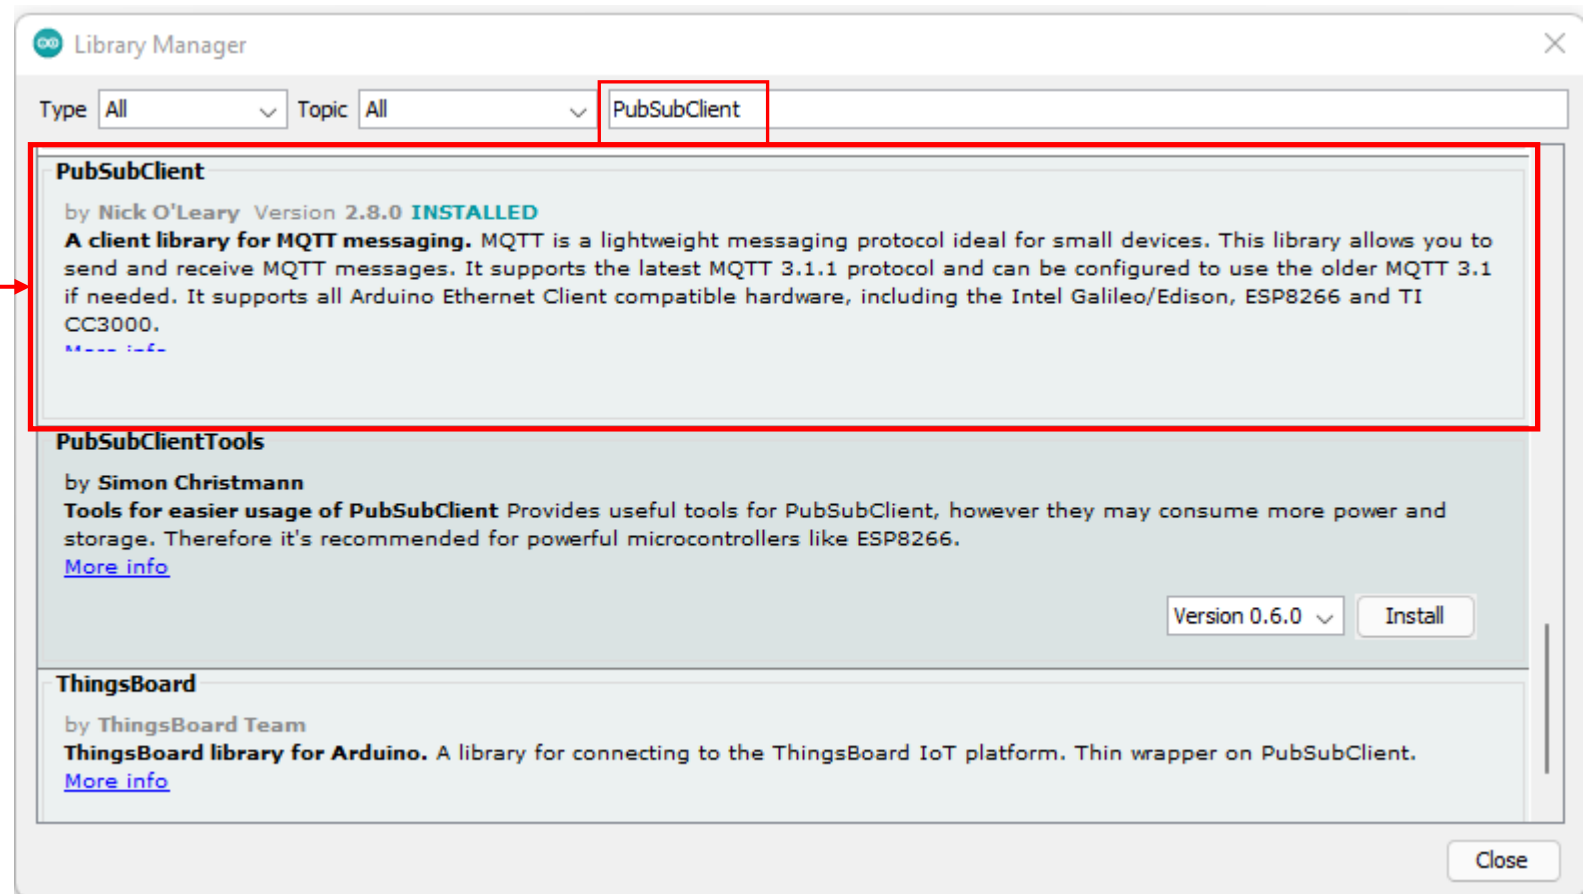 Library Manager
Type All Topic All PubSubClient
PubSubClient
by Nick O'Leary Version 2.8.0 INSTALLED
A client library for MQTT messaging. MQTT is a lightweight messaging protocol ideal for small devices. This library allows you to
send and receive MQTT messages. It supports the latest MQTT 3.1.1 protocol and can be configured to use the older MQTT 3.1
if needed. It supports all Arduino Ethernet Client compatible hardware, including the Intel Galileo/Edison, ESP8266 and TI
CC3000.
More info
PubSubClientTools
by Simon Christmann
Tools for easier usage of PubSubClient Provides useful tools for PubSubClient, however they may consume more power and
storage. Therefore it's recommended for powerful microcontrollers like ESP8266.
More info
Version 0.6.0 Install
ThingsBoard
by ThingsBoard Team
ThingsBoard library for Arduino. A library for connecting to the ThingsBoard IoT platform. Thin wrapper on PubSubClient.
More info
Close